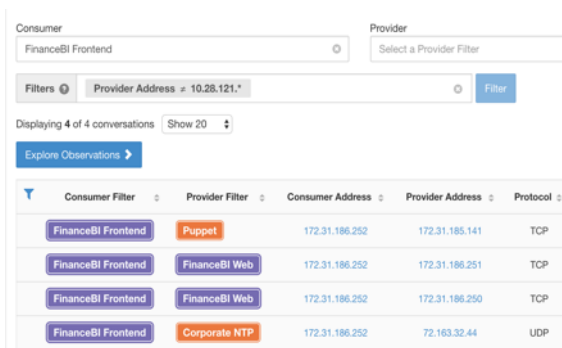 Consumer Provider
FinanceBI Frontend Select a Provider Filter
Filters Provider Address ≠ 10.28.121.* Filter
Displaying 4 of 4 conversations Show 20
Explore Observations
Consumer Filter Provider Filter Consumer Address Provider Address Protocol
FinanceBI Frontend Puppet 172.31.186.252 172.31.185.141 TCP
FinanceBI Frontend FinanceBI Web 172.31.186.252 172.31.186.251 TCP
FinanceBI Frontend FinanceBI Web 172.31.186.252 172.31.186.250 TCP
FinanceBI Frontend Corporate NTP 172.31.186.252 72.163.32.44 UDP